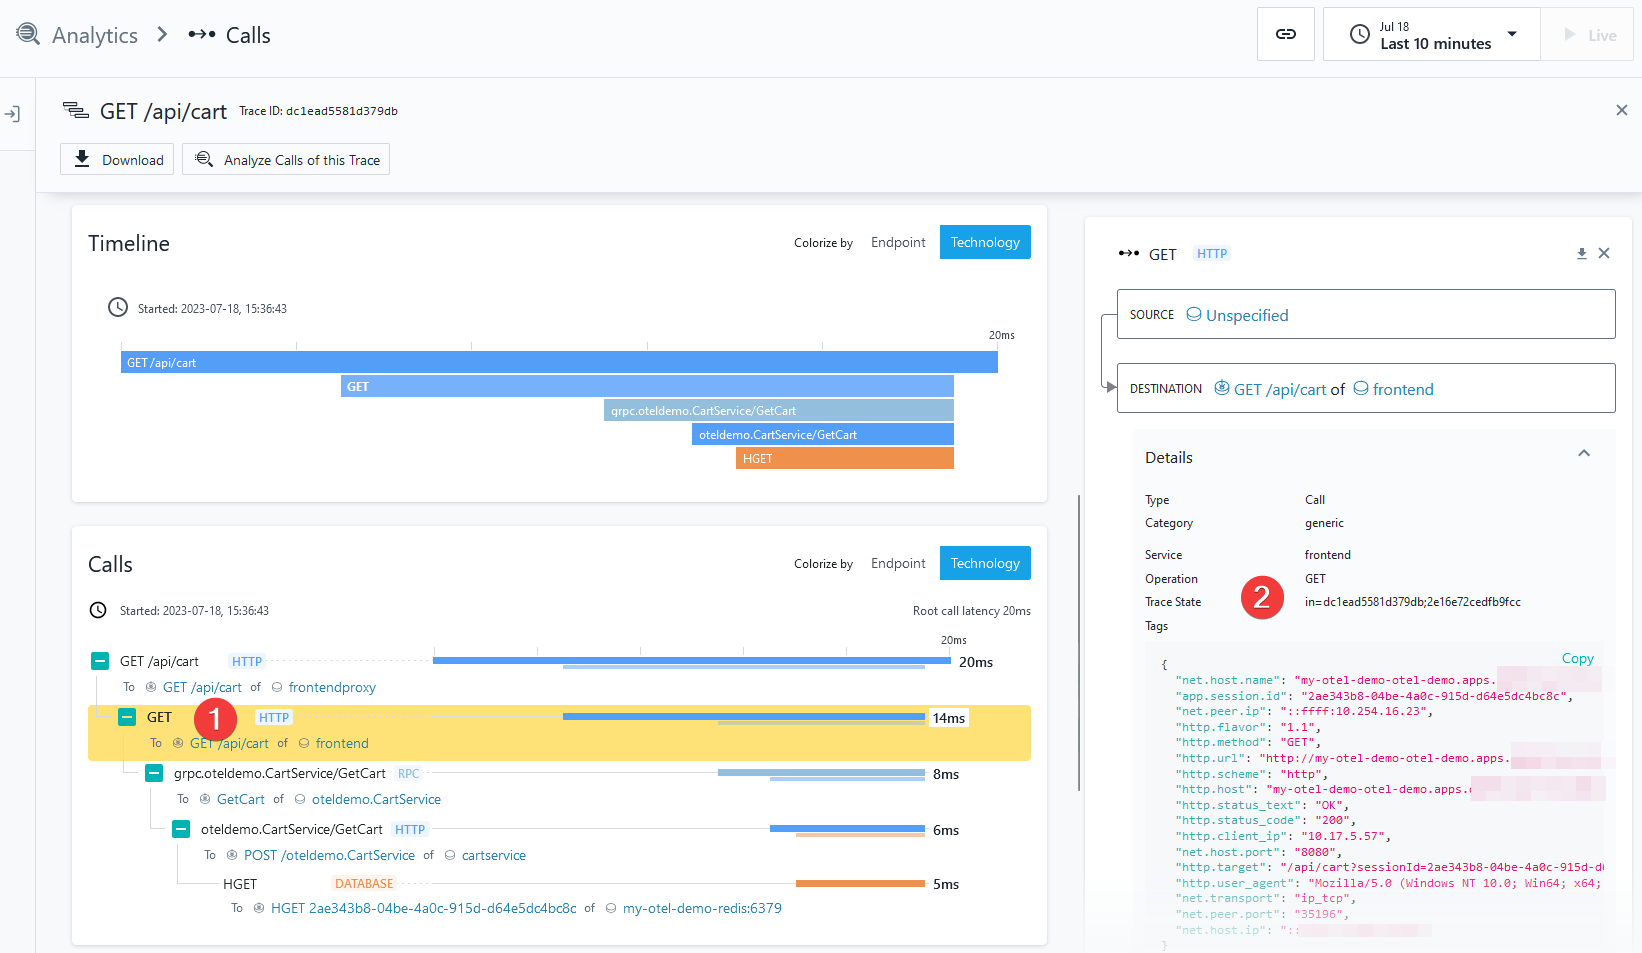 Analytics > Calls
Jul 18
Last 10 minutes
Live
GET /api/cart Trace ID: dc1ead5581d379db
Download
Analyze Calls of this Trace
Timeline
Colorize by Endpoint Technology
Started: 2023-07-18, 15:36:43
20ms
GET /api/cart
GET
grpc.oteldemo.CartService/GetCart
oteldemo.CartService/GetCart
HGET
Calls
Colorize by Endpoint Technology
Started: 2023-07-18, 15:36:43
Root call latency 20ms
20ms
GET /api/cart HTTP 20ms
To GET /api/cart of frontendproxy
GET 1 HTTP 14ms
To GET /api/cart of frontend
grpc.oteldemo.CartService/GetCart RPC 8ms
To GetCart of oteldemo.CartService
oteldemo.CartService/GetCart HTTP 6ms
To POST /oteldemo.CartService of cartservice
HGET DATABASE 5ms
To HGET 2ae343b8-04be-4a0c-915d-d64e5dc4bc8c of my-otel-demo-redis:6379
GET HTTP
SOURCE Unspecified
DESTINATION GET /api/cart of frontend
Details
Type Call
Category generic
Service frontend
Operation GET
Trace State 2 in=dc1ead5581d379db;2e16e72cedfb9fcc
Tags
Copy
{
"net.host.name": "my-otel-demo-otel-demo.apps.
"app.session.id": "2ae343b8-04be-4a0c-915d-d64e5dc4bc8c",
"net.peer.ip": "::ffff:10.254.16.23",
"http.flavor": "1.1",
"http.method": "GET",
"http.url": "http://my-otel-demo-otel-demo.apps.
"http.scheme": "http",
"http.host": "my-otel-demo-otel-demo.apps.
"http.status_text": "OK",
"http.status_code": "200",
"http.client_ip": "10.17.5.57",
"net.host.port": "8080",
"http.target": "/api/cart?sessionId=2ae343b8-04be-4a0c-915d-d
"http.user_agent": "Mozilla/5.0 (Windows NT 10.0; Win64; x64;
"net.transport": "ip_tcp",
"net.peer.port": "35196",
"net.host.ip": "::
}